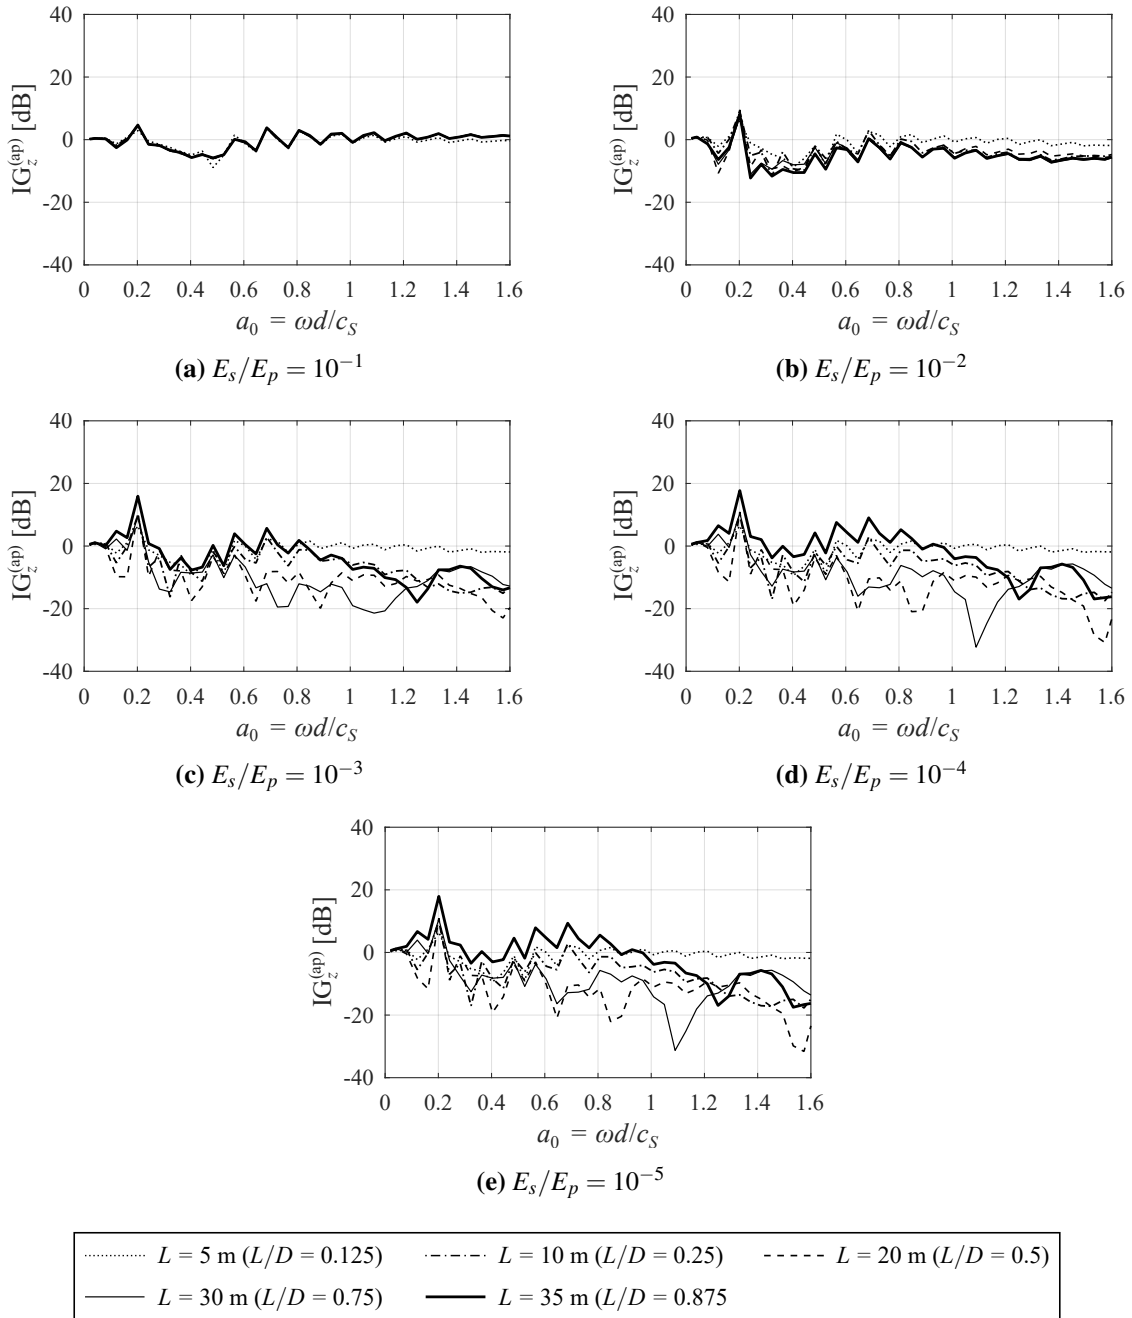 40
20
0
-20
-40
IG_z^(ap) [dB]
0 0.2 0.4 0.6 0.8 1 1.2 1.4 1.6
a_0 = ωd/c_S
(a) E_s/E_p = 10^−1
40
20
0
-20
-40
IG_z^(ap) [dB]
0 0.2 0.4 0.6 0.8 1 1.2 1.4 1.6
a_0 = ωd/c_S
(b) E_s/E_p = 10^−2
40
20
0
-20
-40
IG_z^(ap) [dB]
0 0.2 0.4 0.6 0.8 1 1.2 1.4 1.6
a_0 = ωd/c_S
(c) E_s/E_p = 10^−3
40
20
0
-20
-40
IG_z^(ap) [dB]
0 0.2 0.4 0.6 0.8 1 1.2 1.4 1.6
a_0 = ωd/c_S
(d) E_s/E_p = 10^−4
40
20
0
-20
-40
IG_z^(ap) [dB]
0 0.2 0.4 0.6 0.8 1 1.2 1.4 1.6
a_0 = ωd/c_S
(e) E_s/E_p = 10^−5
L = 5 m (L/D = 0.125) L = 10 m (L/D = 0.25) L = 20 m (L/D = 0.5)
L = 30 m (L/D = 0.75) L = 35 m (L/D = 0.875